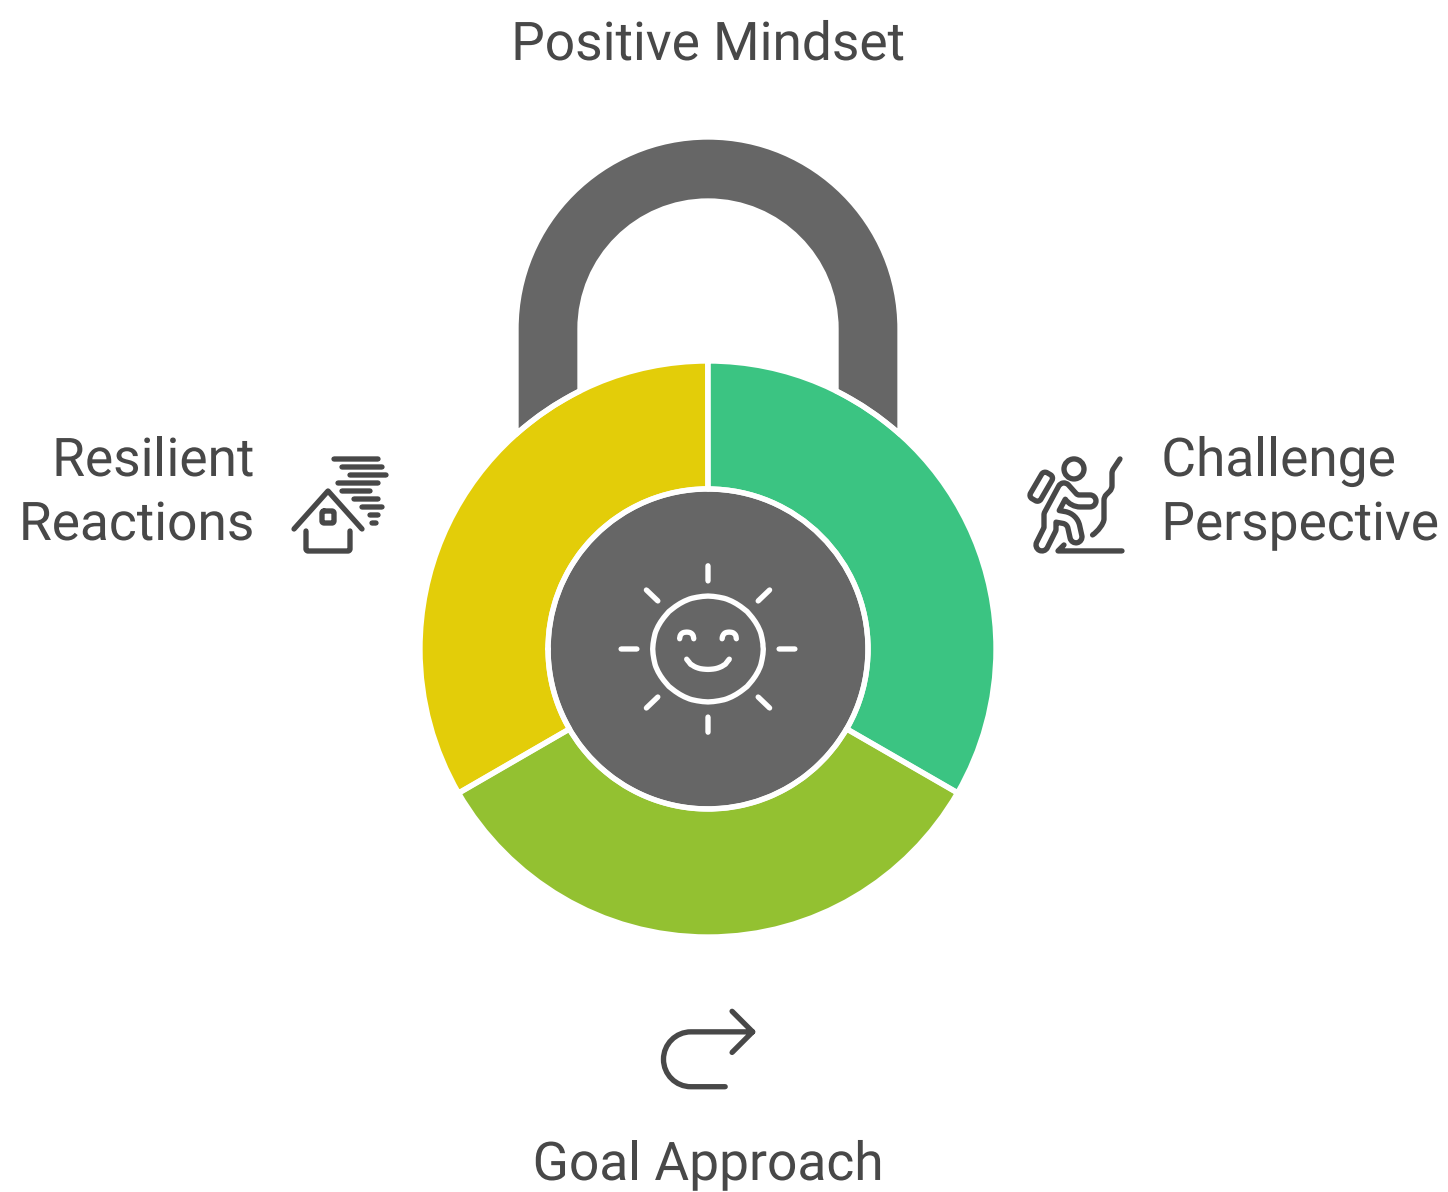 Positive Mindset
Resilient
Reactions
Challenge
Perspective
Goal Approach